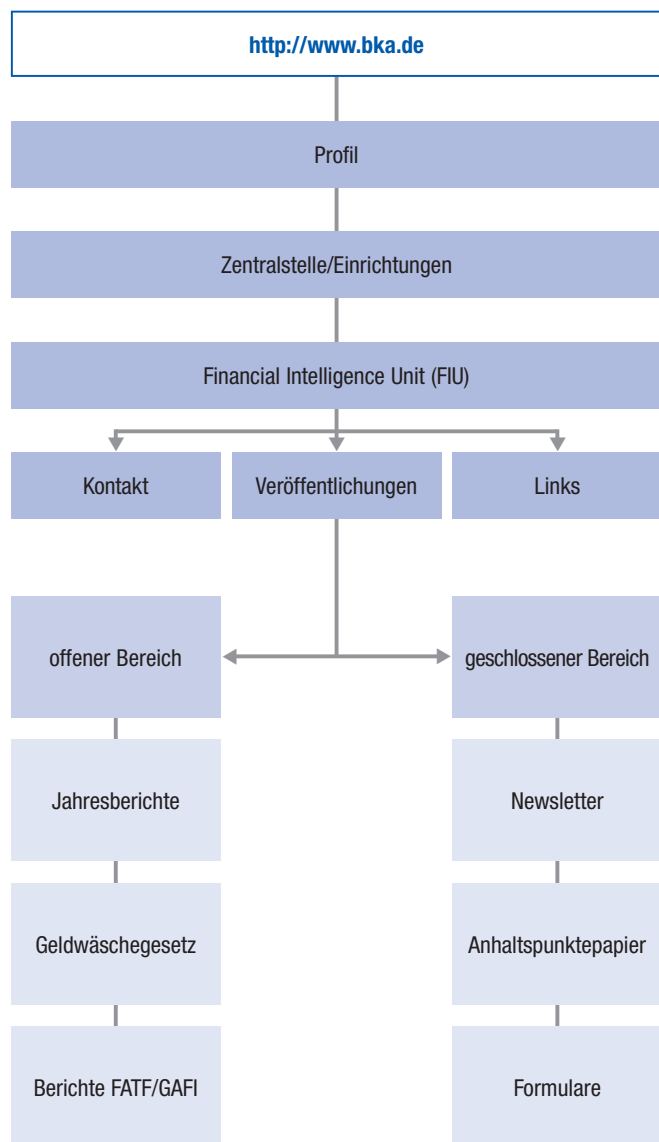 http://www.bka.de
Profil
Zentralstelle/Einrichtungen
Financial Intelligence Unit (FIU)
Kontakt
Veröffentlichungen
Links
offener Bereich
geschlossener Bereich
Jahresberichte
Newsletter
Geldwäschegesetz
Anhaltspunktepapier
Berichte FATF/GAFI
Formulare